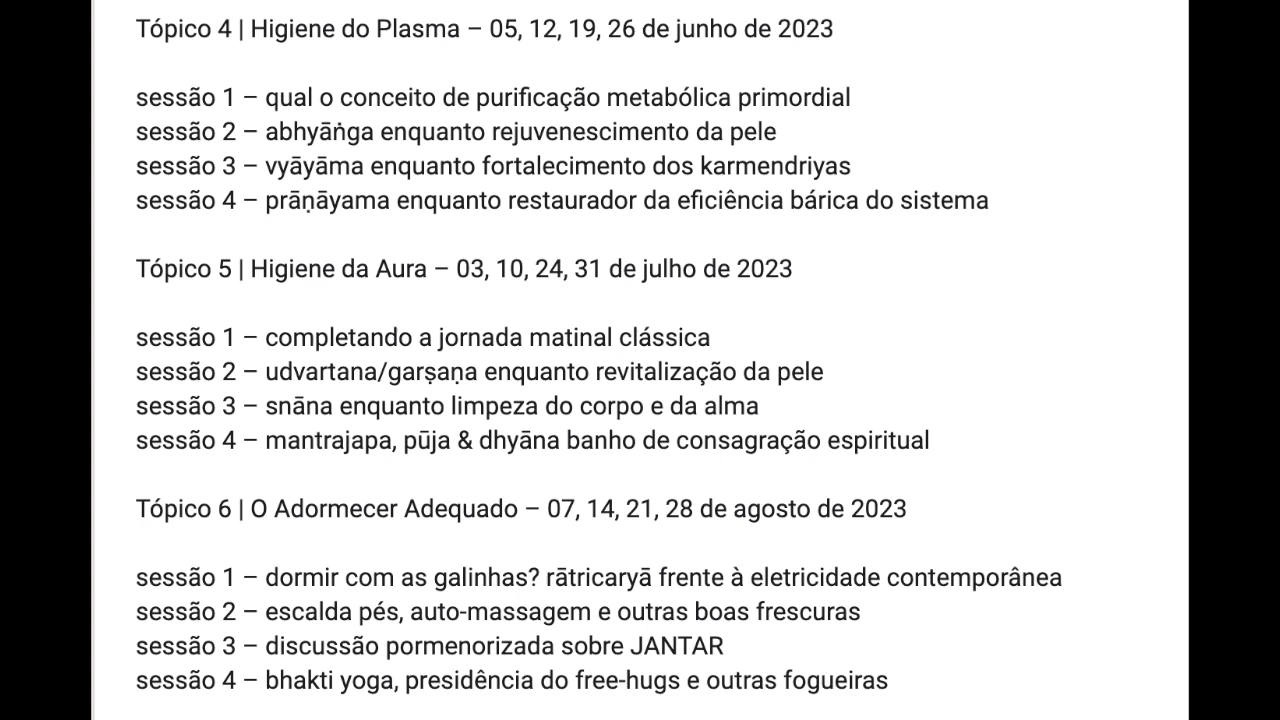 Tópico 4 | Higiene do Plasma – 05, 12, 19, 26 de junho de 2023
sessão 1 – qual o conceito de purificação metabólica primordial
sessão 2 – abhyāṅga enquanto rejuvenescimento da pele
sessão 3 – vyāyāma enquanto fortalecimento dos karmendriyas
sessão 4 – prāṇāyama enquanto restaurador da eficiência bárica do sistema
Tópico 5 | Higiene da Aura – 03, 10, 24, 31 de julho de 2023
sessão 1 – completando a jornada matinal clássica
sessão 2 – udvartana/garṣaṇa enquanto revitalização da pele
sessão 3 – snāna enquanto limpeza do corpo e da alma
sessão 4 – mantrajapa, pūja & dhyāna banho de consagração espiritual
Tópico 6 | O Adormecer Adequado – 07, 14, 21, 28 de agosto de 2023
sessão 1 – dormir com as galinhas? rātricaryā frente à eletricidade contemporânea
sessão 2 – escalda pés, auto-massagem e outras boas frescuras
sessão 3 – discussão pormenorizada sobre JANTAR
sessão 4 – bhakti yoga, presidência do free-hugs e outras fogueiras